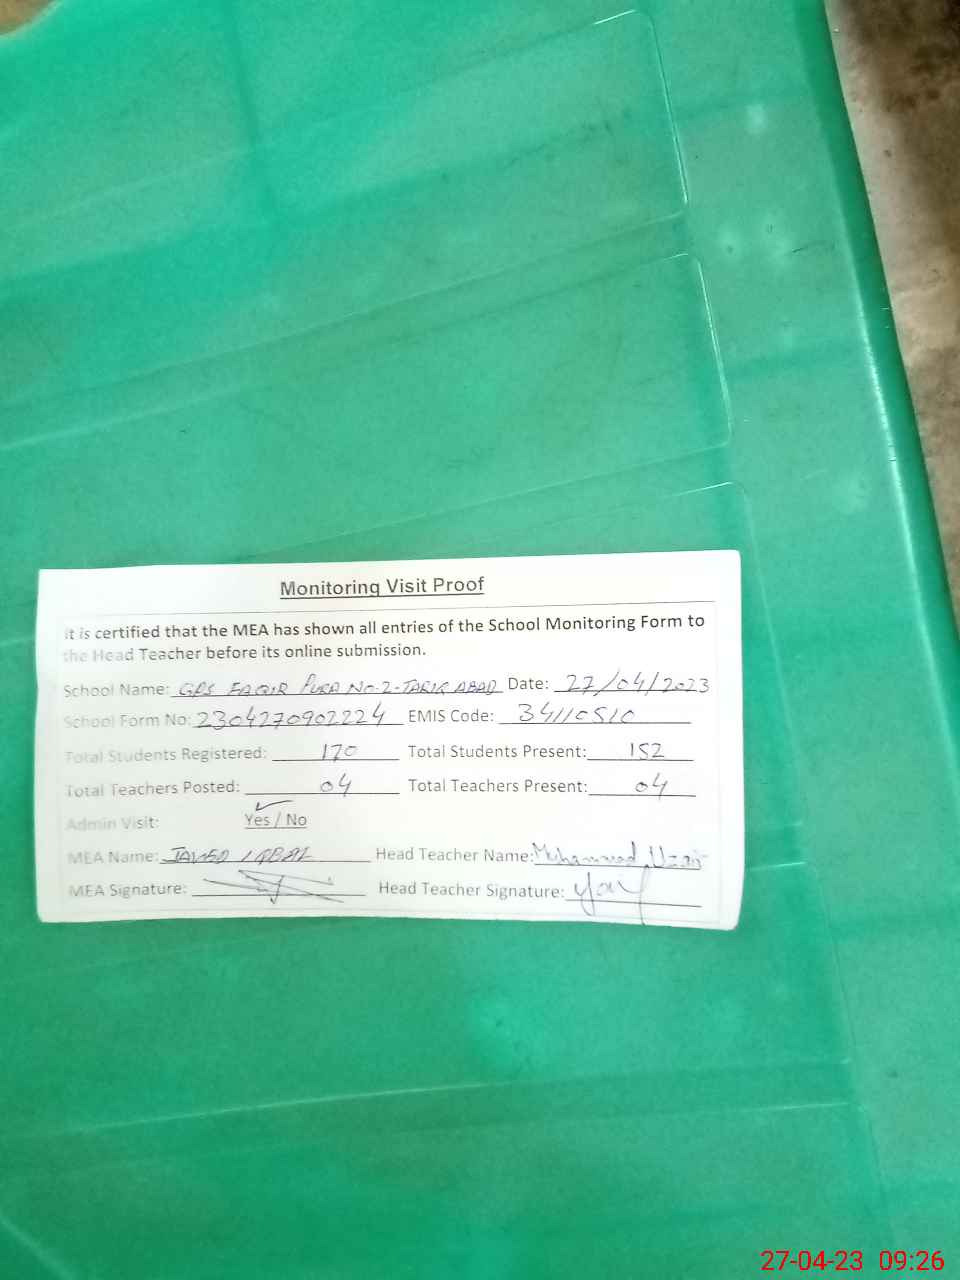 Monitoring Visit Proof
It is certified that the MEA has shown all entries of the School Monitoring Form to
the Head Teacher before its online submission.
School Name: GPS FAQIR PURA NO.2-TARIK ABAD Date: 27/04/2023
School Form No: 2304270902224 EMIS Code: 34110510
Total Students Registered: 170 Total Students Present: 152
Total Teachers Posted: 04 Total Teachers Present: 04
Admin Visit: Yes / No
MEA Name: JAVED IQBAL Head Teacher Name: Muhammad Uzair
MEA Signature: Head Teacher Signature:
27-04-23 09:26